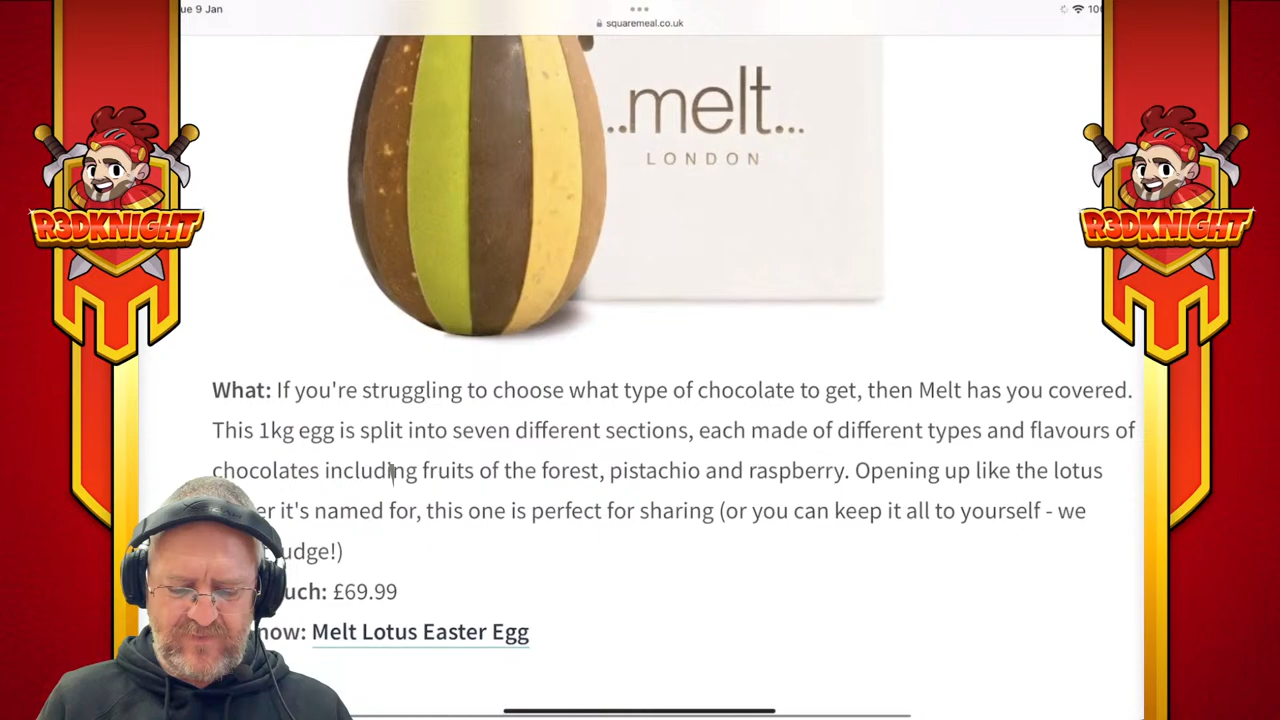 ue 9 Jan
squaremeal.co.uk
10
..melt...
LONDON
R3DKNIGHT
R3DKNIGHT
What: If you're struggling to choose what type of chocolate to get, then Melt has you covered.
This 1kg egg is split into seven different sections, each made of different types and flavours of
chocolates including fruits of the forest, pistachio and raspberry. Opening up like the lotus
er it's named for, this one is perfect for sharing (or you can keep it all to yourself - we
udge!)
uch: £69.99
now: Melt Lotus Easter Egg